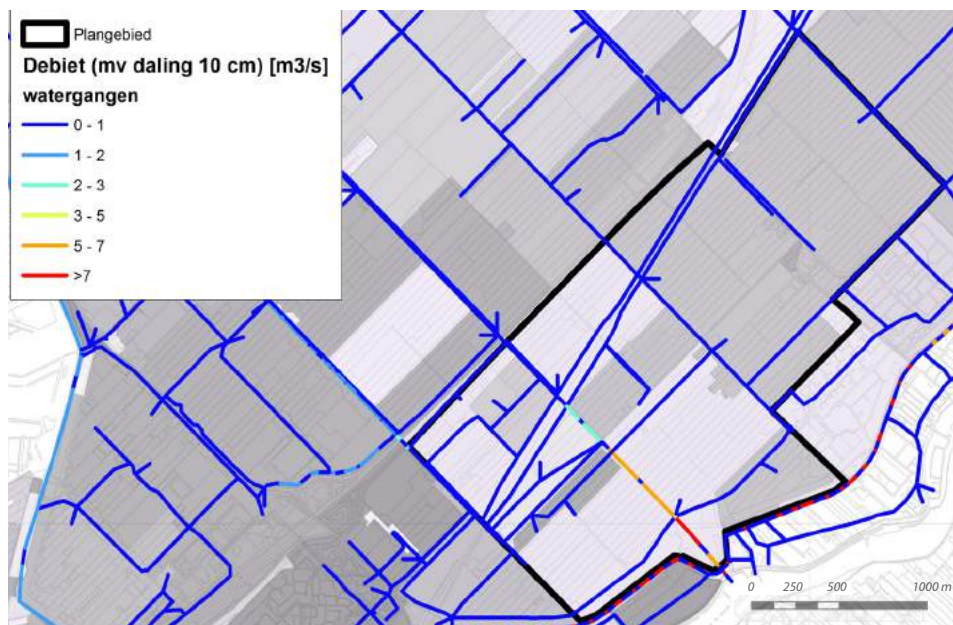 Plangebied
Debiet (mv daling 10 cm) [m3/s]
watergangen
0 - 1
1 - 2
2 - 3
3 - 5
5 - 7
>7
0 250 500 1000 m